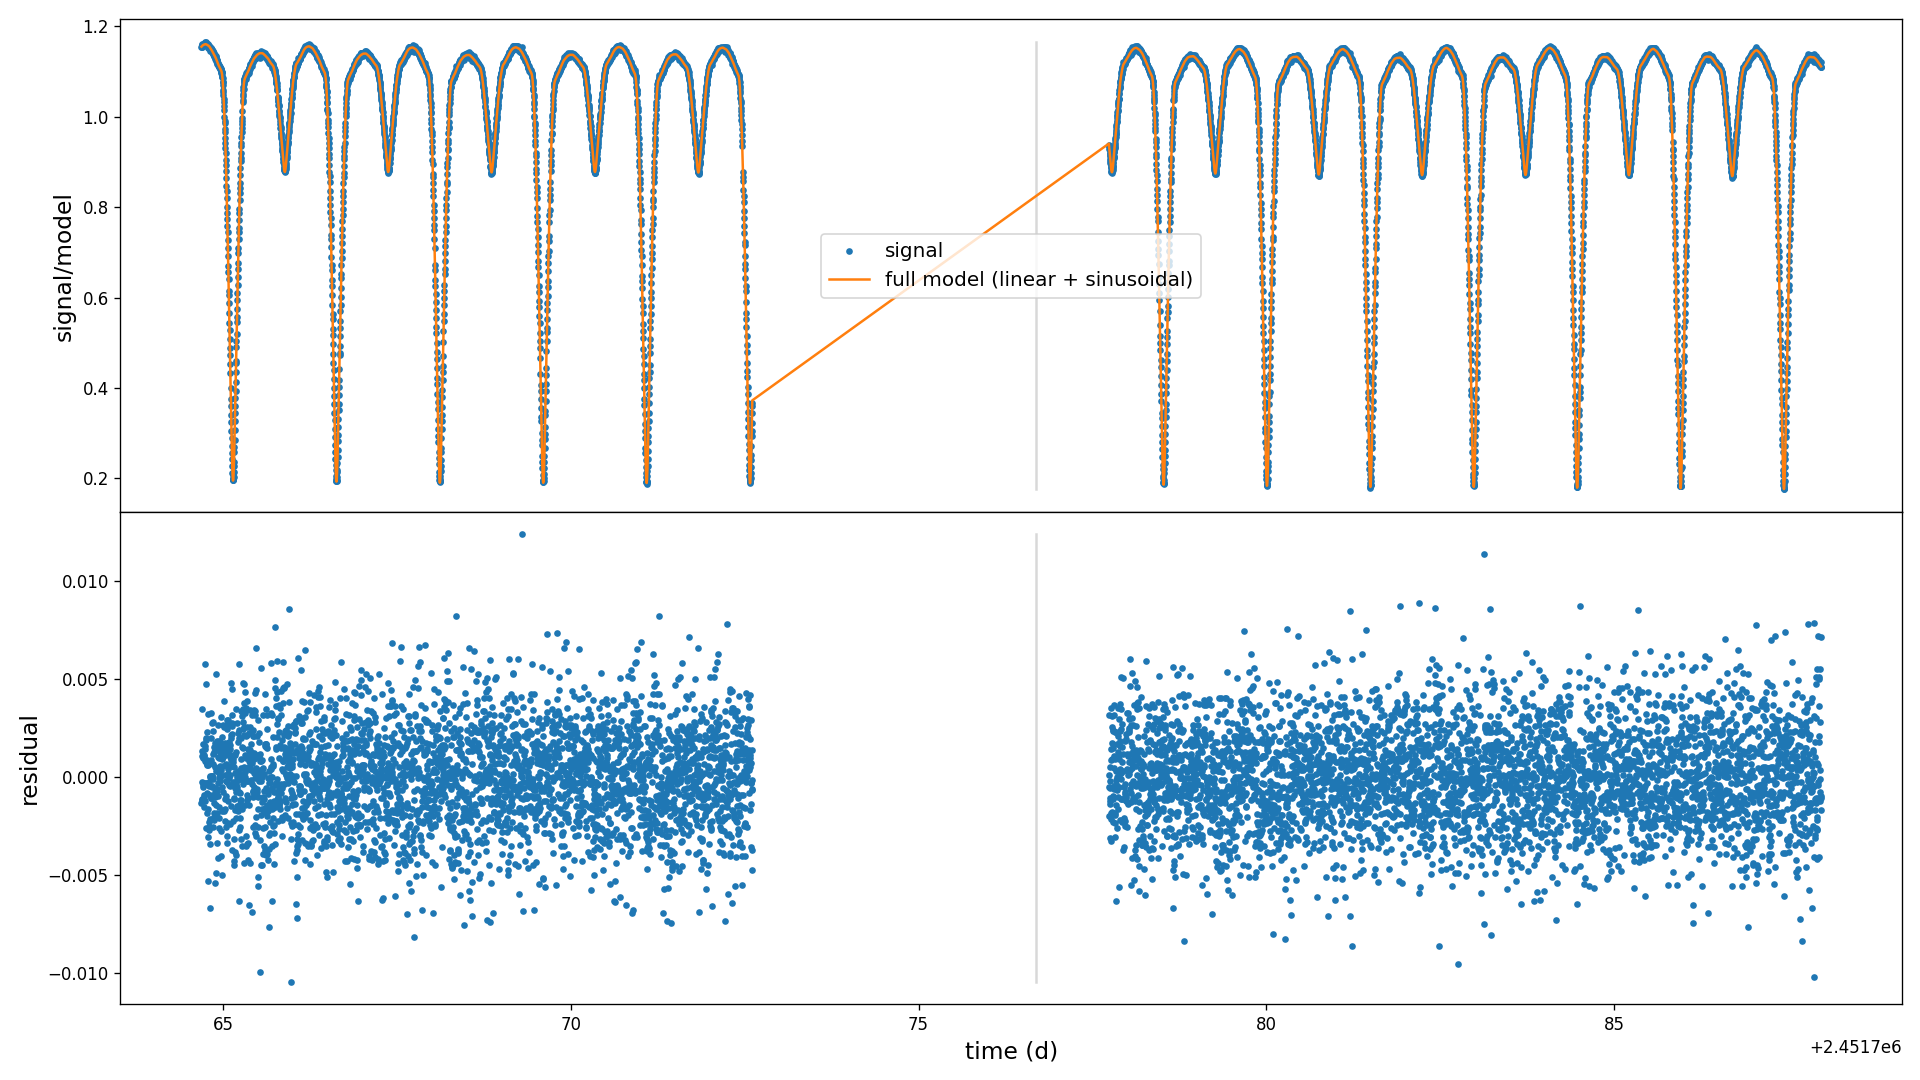 1.2
1.0
0.8
0.6
0.4
0.2
signal/model
signal
full model (linear + sinusoidal)
0.010
0.005
0.000
−0.005
−0.010
residual
65
70
75
80
85
time (d)
+2.4517e6